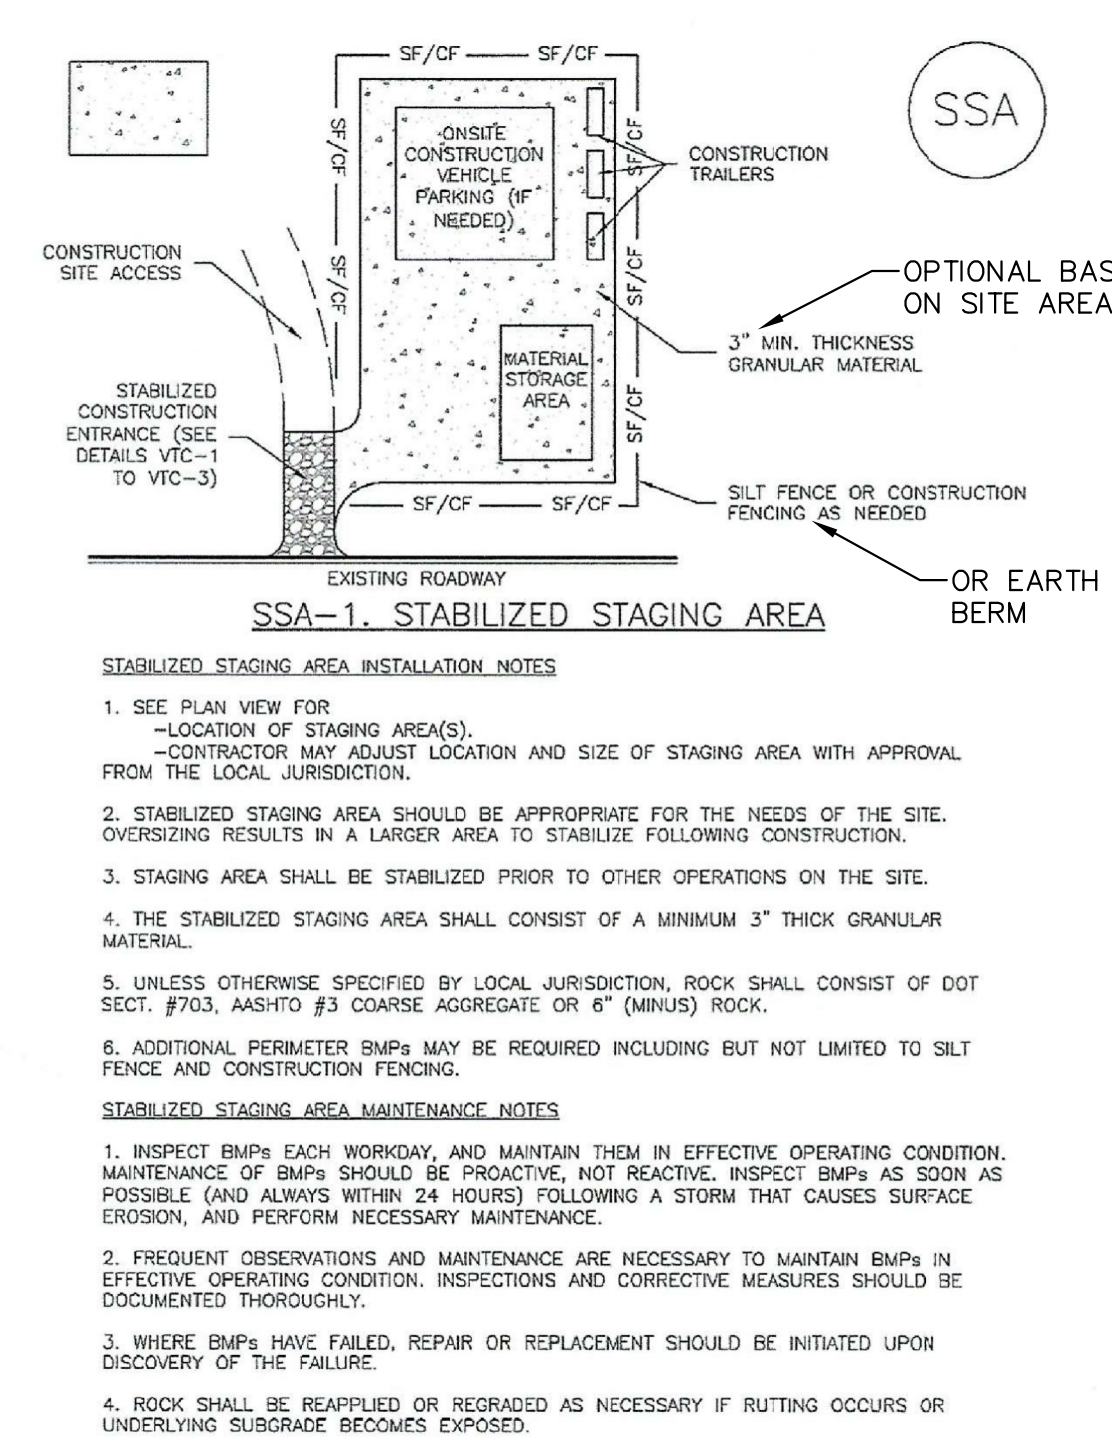 SF/CF SF/CF
SSA
SF/CF
SF/CF
ONSITE
CONSTRUCTION
VEHICLE
PARKING (IF
NEEDED)
SF/CF
CONSTRUCTION
TRAILERS
CONSTRUCTION
SITE ACCESS
SF/CF
OPTIONAL BAS
ON SITE AREA
3" MIN. THICKNESS
GRANULAR MATERIAL
MATERIAL
STORAGE
AREA
SF/CF
STABILIZED
CONSTRUCTION
ENTRANCE (SEE
DETAILS VTC-1
TO VTC-3)
SF/CF SF/CF
SILT FENCE OR CONSTRUCTION
FENCING AS NEEDED
OR EARTH
BERM
EXISTING ROADWAY
SSA-1. STABILIZED STAGING AREA
STABILIZED STAGING AREA INSTALLATION NOTES
1. SEE PLAN VIEW FOR
-LOCATION OF STAGING AREA(S).
-CONTRACTOR MAY ADJUST LOCATION AND SIZE OF STAGING AREA WITH APPROVAL
FROM THE LOCAL JURISDICTION.
2. STABILIZED STAGING AREA SHOULD BE APPROPRIATE FOR THE NEEDS OF THE SITE.
OVERSIZING RESULTS IN A LARGER AREA TO STABILIZE FOLLOWING CONSTRUCTION.
3. STAGING AREA SHALL BE STABILIZED PRIOR TO OTHER OPERATIONS ON THE SITE.
4. THE STABILIZED STAGING AREA SHALL CONSIST OF A MINIMUM 3" THICK GRANULAR
MATERIAL.
5. UNLESS OTHERWISE SPECIFIED BY LOCAL JURISDICTION, ROCK SHALL CONSIST OF DOT
SECT. #703, AASHTO #3 COARSE AGGREGATE OR 6" (MINUS) ROCK.
6. ADDITIONAL PERIMETER BMPs MAY BE REQUIRED INCLUDING BUT NOT LIMITED TO SILT
FENCE AND CONSTRUCTION FENCING.
STABILIZED STAGING AREA MAINTENANCE NOTES
1. INSPECT BMPs EACH WORKDAY, AND MAINTAIN THEM IN EFFECTIVE OPERATING CONDITION.
MAINTENANCE OF BMPs SHOULD BE PROACTIVE, NOT REACTIVE. INSPECT BMPs AS SOON AS
POSSIBLE (AND ALWAYS WITHIN 24 HOURS) FOLLOWING A STORM THAT CAUSES SURFACE
EROSION, AND PERFORM NECESSARY MAINTENANCE.
2. FREQUENT OBSERVATIONS AND MAINTENANCE ARE NECESSARY TO MAINTAIN BMPs IN
EFFECTIVE OPERATING CONDITION. INSPECTIONS AND CORRECTIVE MEASURES SHOULD BE
DOCUMENTED THOROUGHLY.
3. WHERE BMPs HAVE FAILED, REPAIR OR REPLACEMENT SHOULD BE INITIATED UPON
DISCOVERY OF THE FAILURE.
4. ROCK SHALL BE REAPPLIED OR REGRADED AS NECESSARY IF RUTTING OCCURS OR
UNDERLYING SUBGRADE BECOMES EXPOSED.